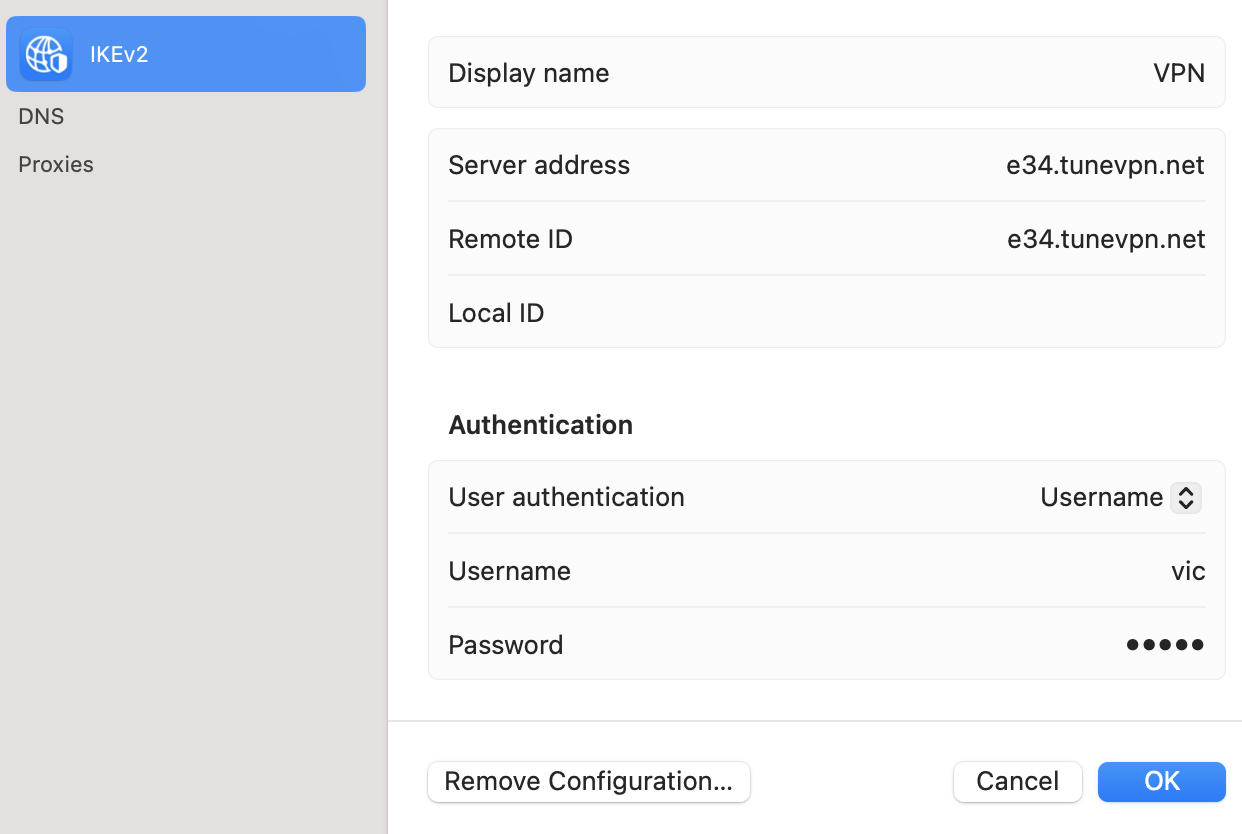 IKEv2
DNS
Proxies
Display name VPN
Server address e34.tunevpn.net
Remote ID e34.tunevpn.net
Local ID
Authentication
User authentication Username
Username vic
Password •••••
Remove Configuration... Cancel OK